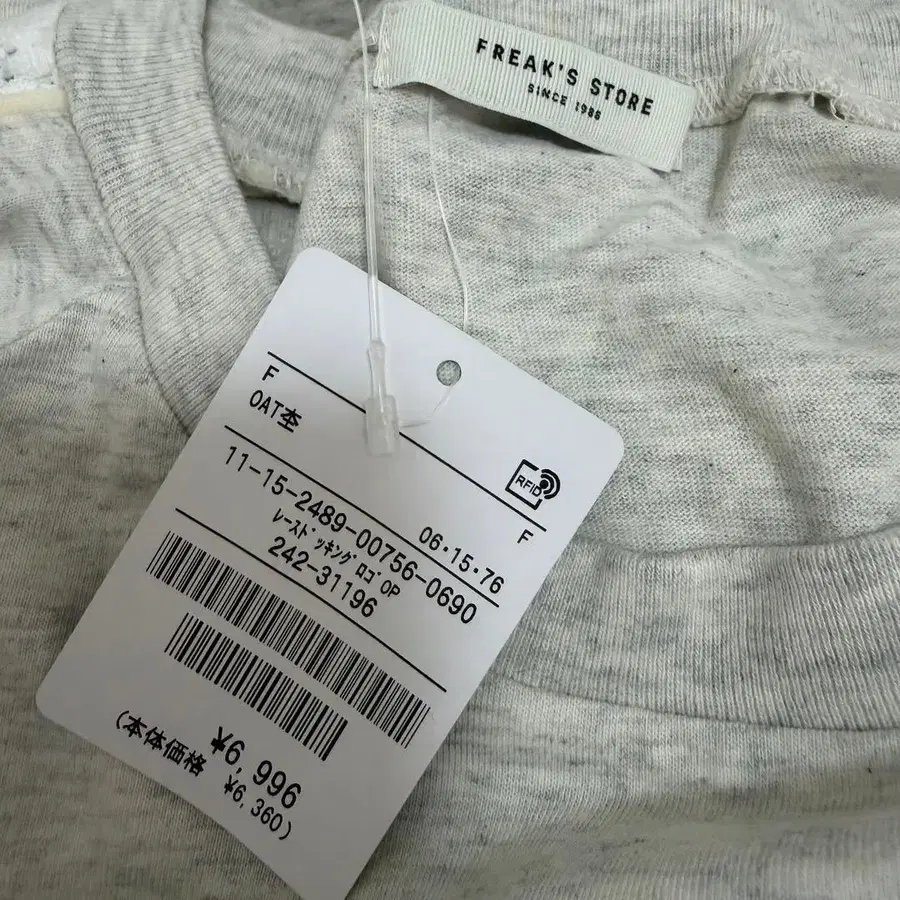 FREAK'S STORE
SINCE 1986
F
OAT杢
RFID
F
06・15・76
11-15-2489-00756-0690
ﾚｰｽﾄﾞｯｷﾝｸﾞﾛｺﾞOP
242-31196
¥6,996
(本体価格 ¥6,360)